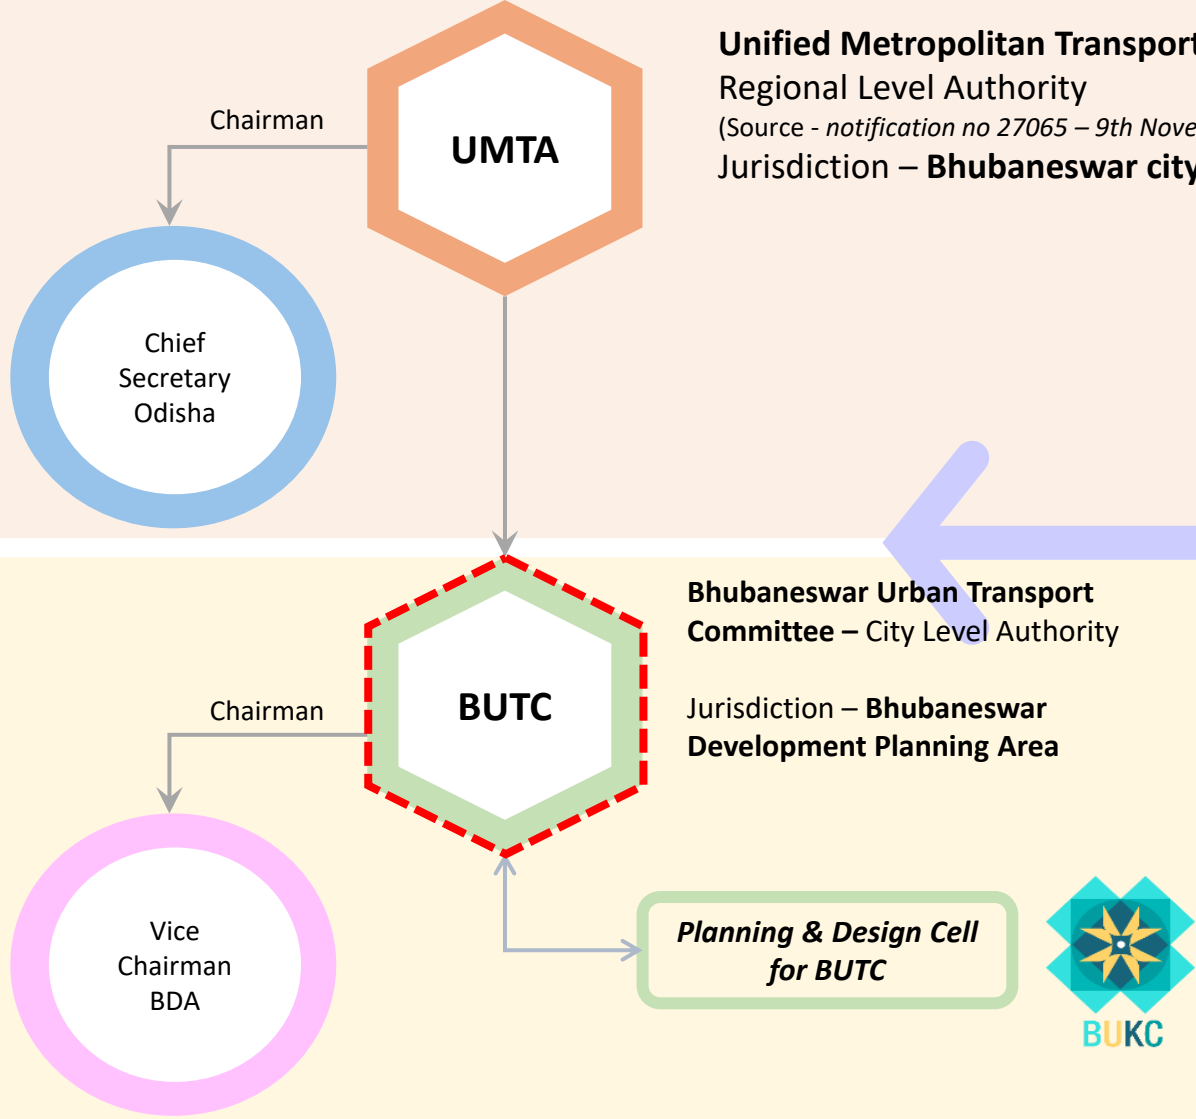 Unified Metropolitan Transport
Regional Level Authority
(Source - notification no 27065 – 9th Nove
Jurisdiction – Bhubaneswar city
Chairman
UMTA
Chief
Secretary
Odisha
Bhubaneswar Urban Transport
Committee – City Level Authority
Jurisdiction – Bhubaneswar
Development Planning Area
Chairman
BUTC
Vice
Chairman
BDA
Planning & Design Cell
for BUTC
BUKC